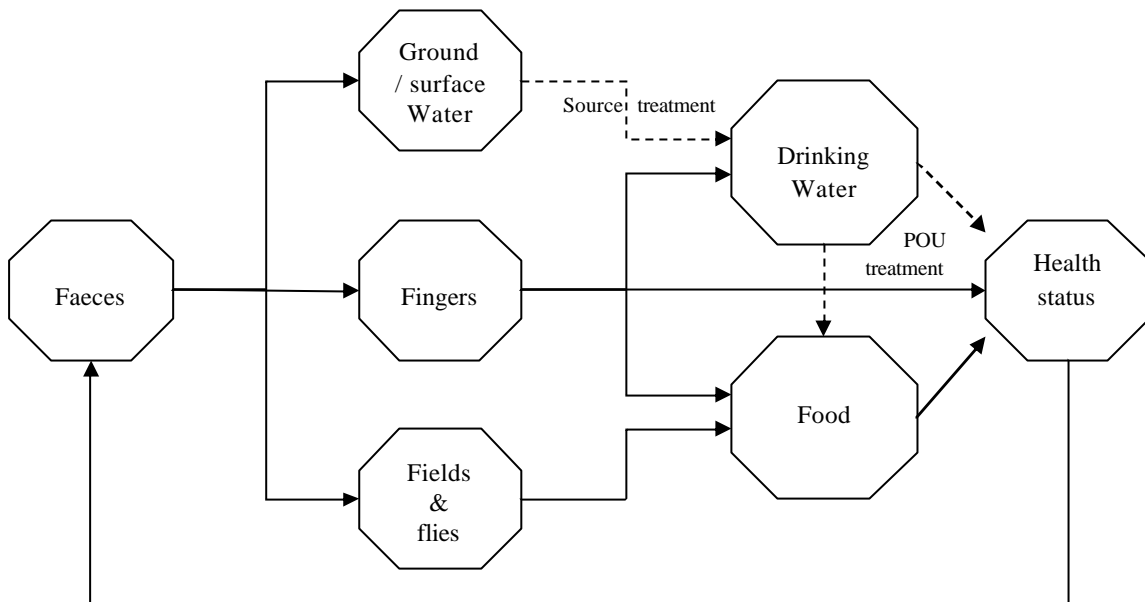 Ground
/ surface
Water
Source treatment
Drinking
Water
POU
treatment
Health
status
Faeces
Fingers
Food
Fields
&
flies